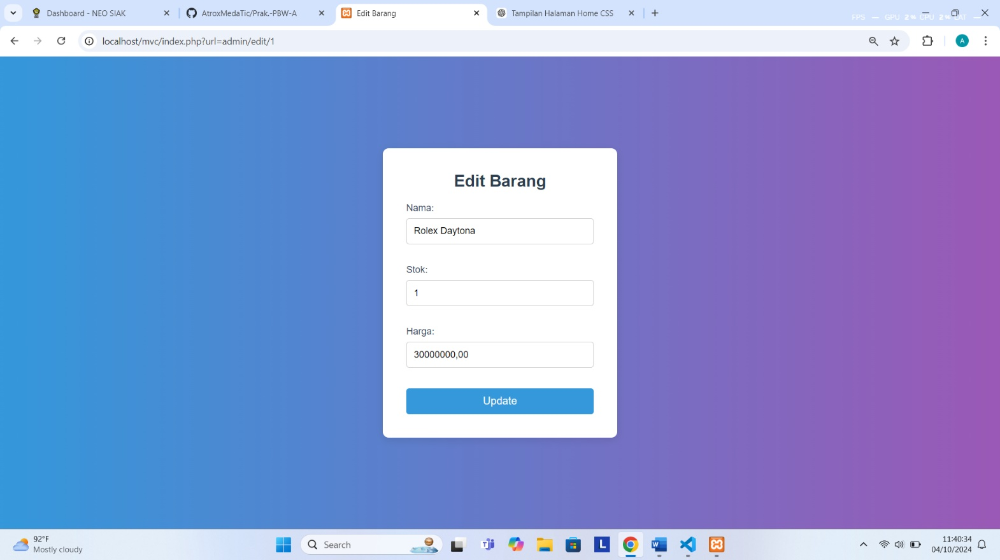 Dashboard - NEO SIAK
AtroxMedaTic/Prak.-PBW-A
Edit Barang
Tampilan Halaman Home CSS
FPS — GPU 2 % CPU 2 % LAT —
localhost/mvc/index.php?url=admin/edit/1
A
Edit Barang
Nama:
Rolex Daytona
Stok:
1
Harga:
30000000,00
Update
92°F
Mostly cloudy
Search
L
11:40:34
04/10/2024